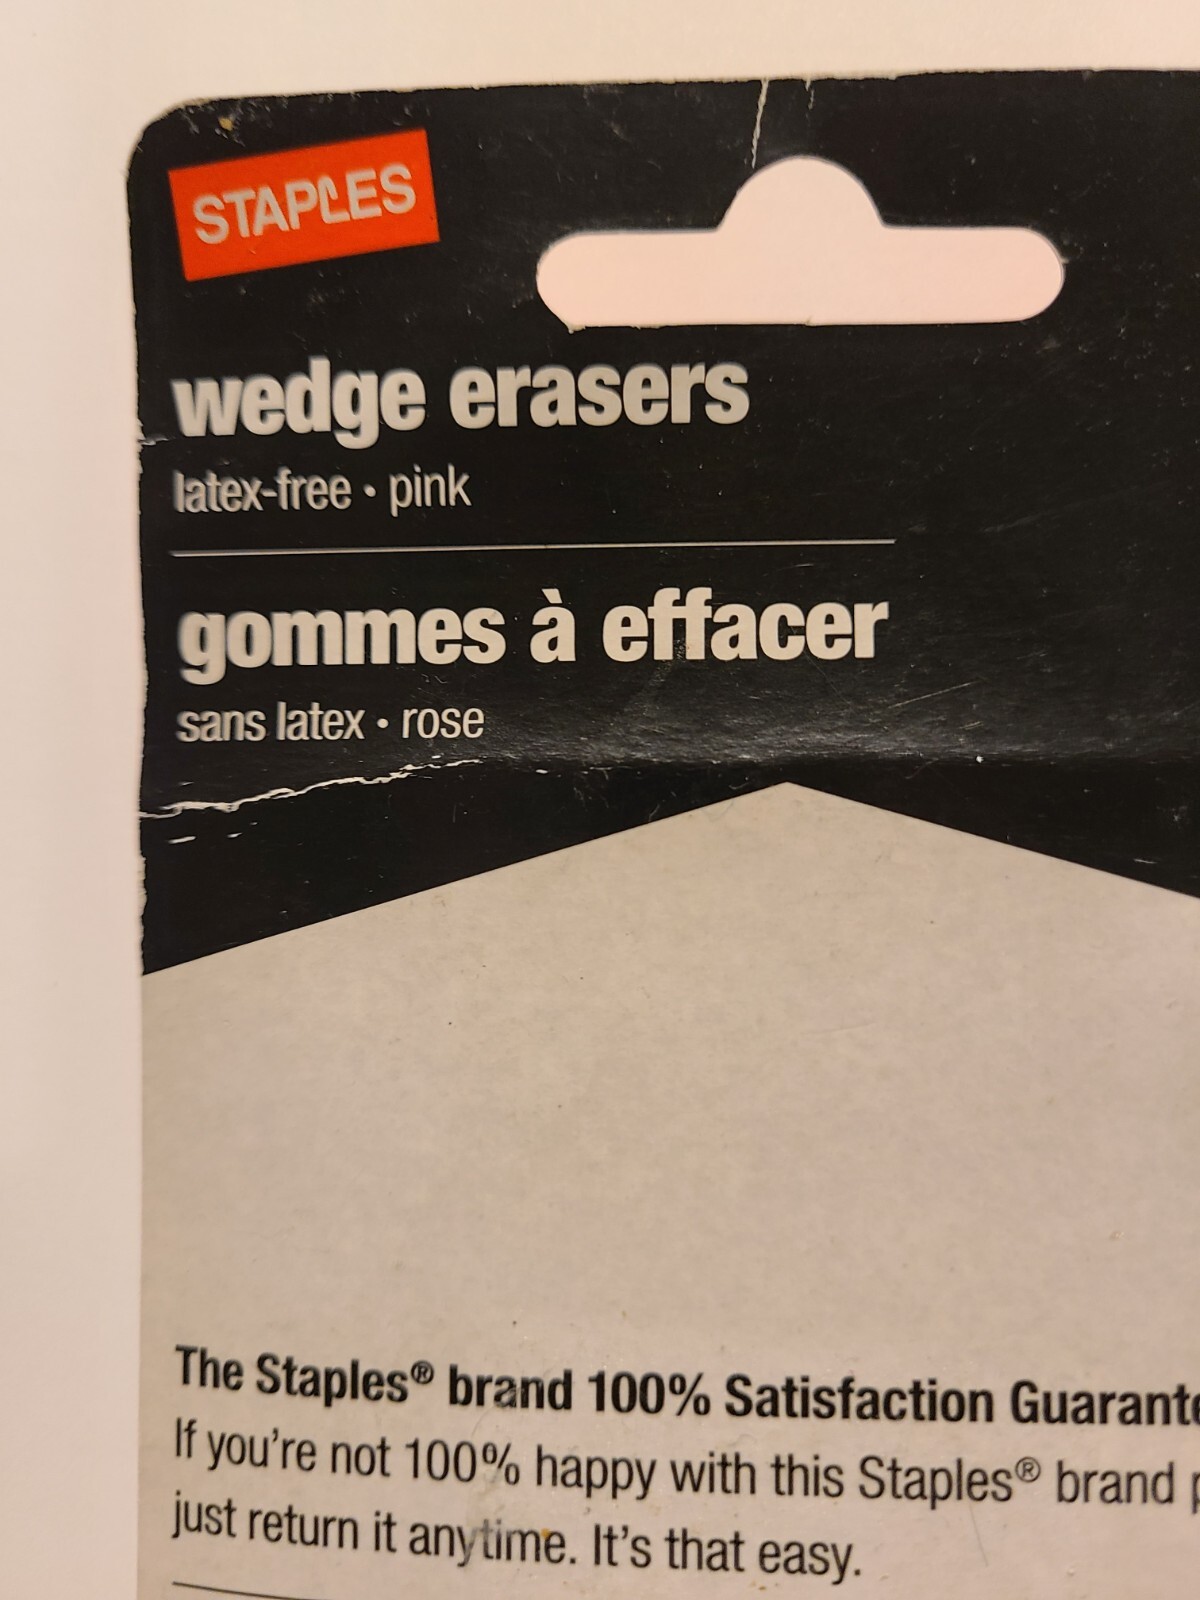 STAPLES
wedge erasers
latex-free • pink
gommes à effacer
sans latex • rose
The Staples® brand 100% Satisfaction
If you're not 100% happy with this Staples® brand
just return it anytime. It's that easy.